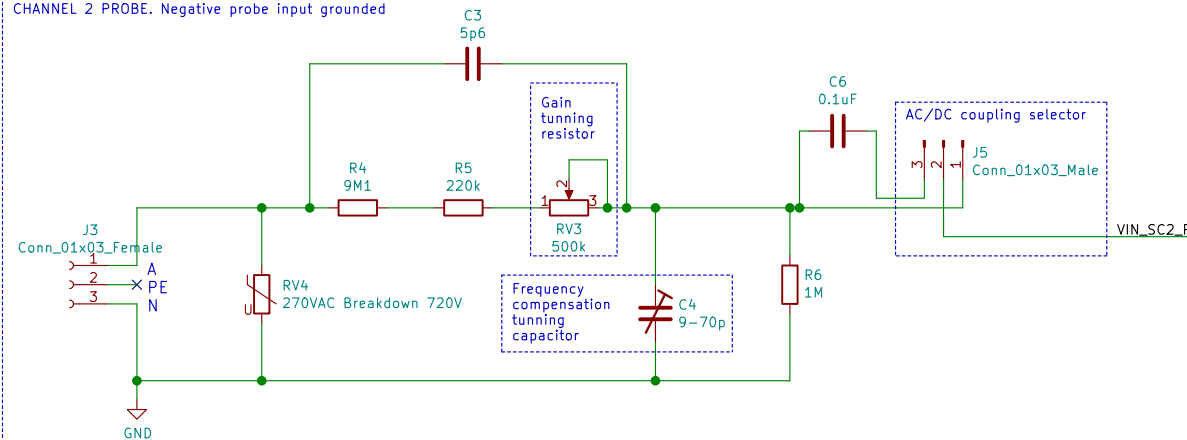 CHANNEL 2 PROBE. Negative probe input grounded
C3
5p6
C6
0.1uF
Gain
tunning
resistor
AC/DC coupling selector
3
2
1
J5
Conn_01x03_Male
R4
9M1
R5
220k
2
1
3
RV3
500k
J3
Conn_01x03_Female
1
A
2
PE
3
N
RV4
270VAC Breakdown 720V
U
Frequency
compensation
tunning
capacitor
C4
9-70p
R6
1M
VIN_SC2_
GND